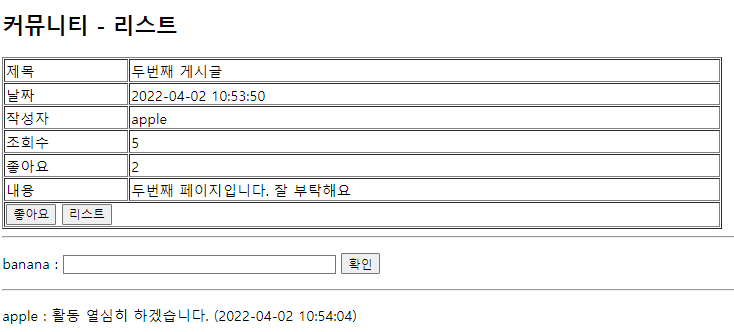 커뮤니티 - 리스트
제목 두번째 게시글
날짜 2022-04-02 10:53:50
작성자 apple
조회수 5
좋아요 2
내용 두번째 페이지입니다. 잘 부탁해요
좋아요 리스트
banana : 확인
apple : 활동 열심히 하겠습니다. (2022-04-02 10:54:04)